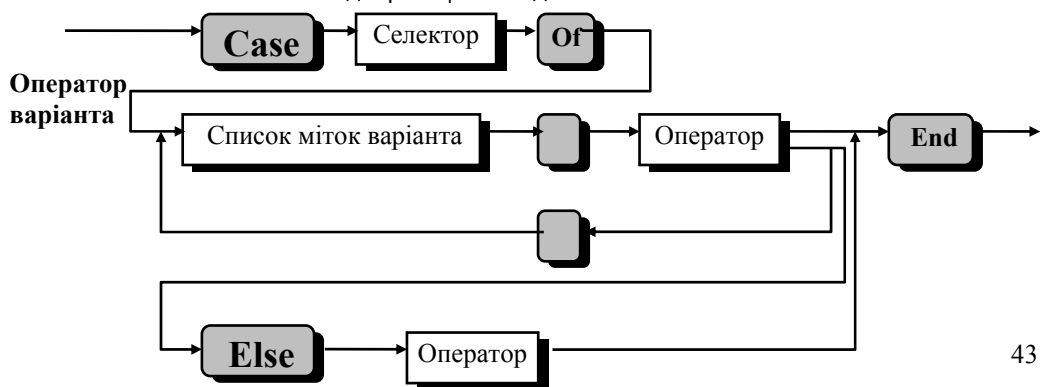 Case Селектор Of
Оператор
варіанта
Список міток варіанта Оператор End
Else Оператор
43